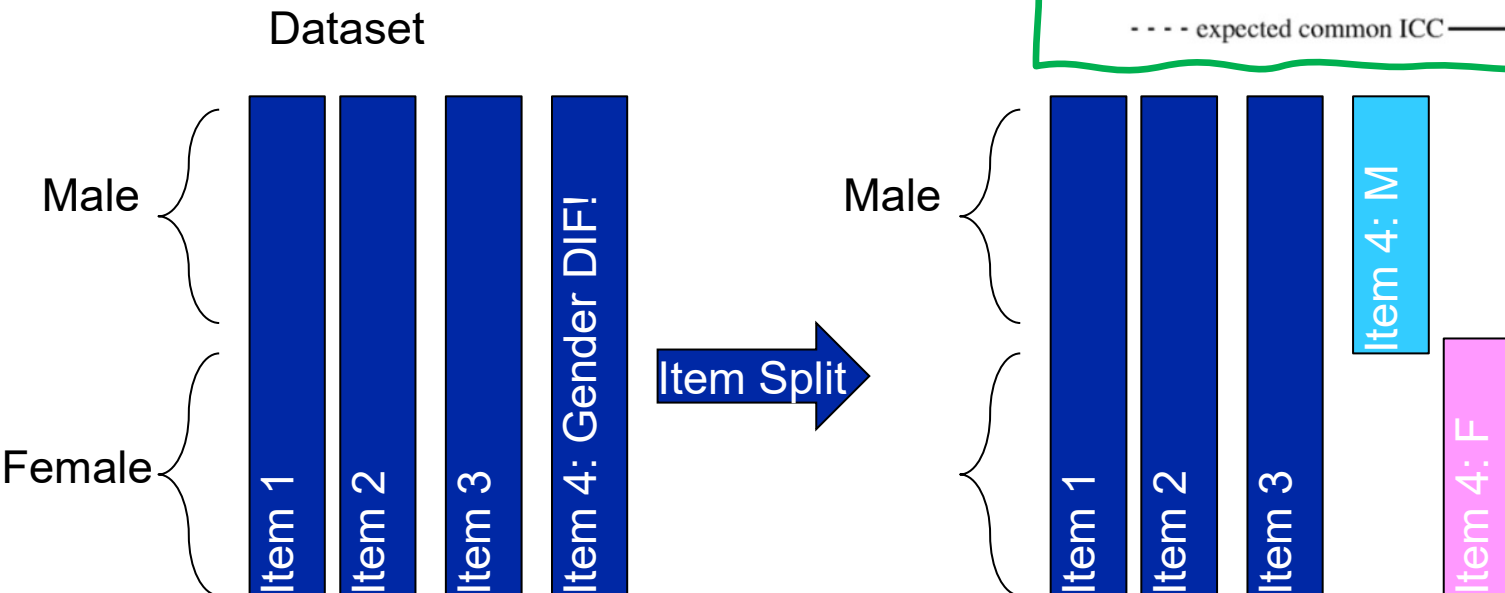 Dataset
- - - - expected common ICC
Male
Female
Item 1
Item 2
Item 3
Item 4: Gender DIF!
Item Split
Male
Item 1
Item 2
Item 3
Item 4: M
Item 4: F